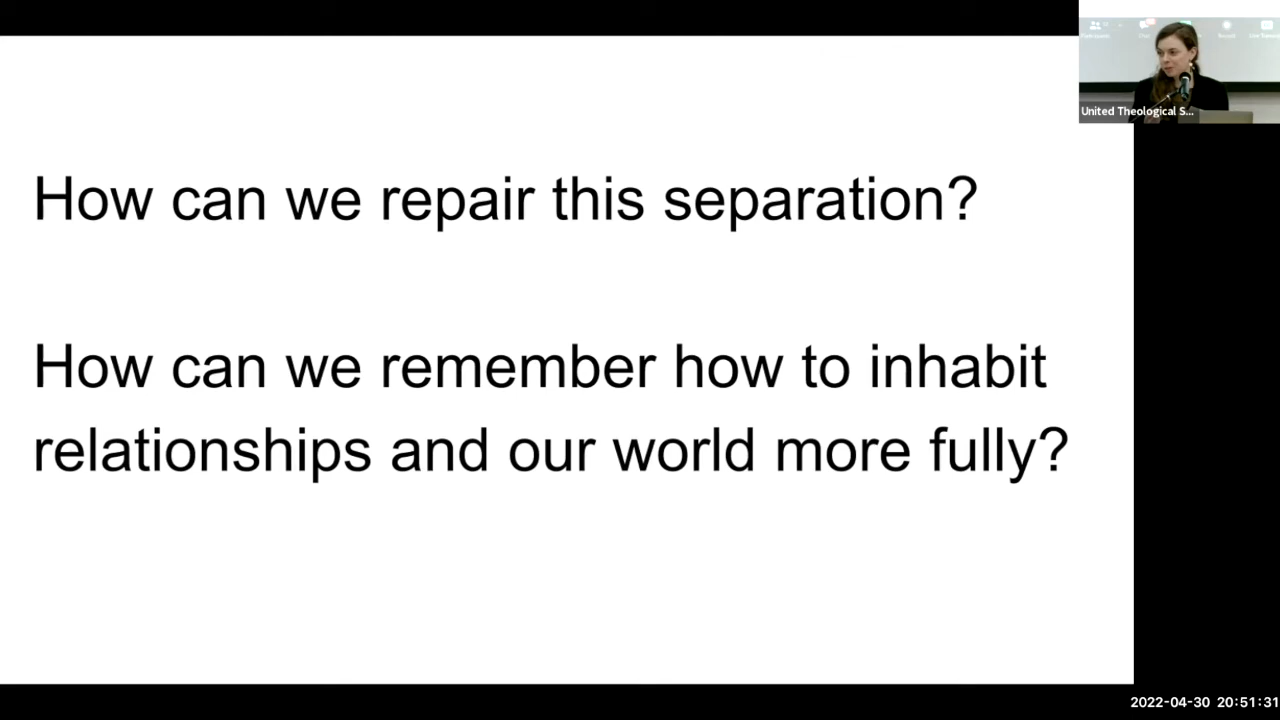 How can we repair this separation?
How can we remember how to inhabit
relationships and our world more fully?
United Theological S...
2022-04-30 20:51:31